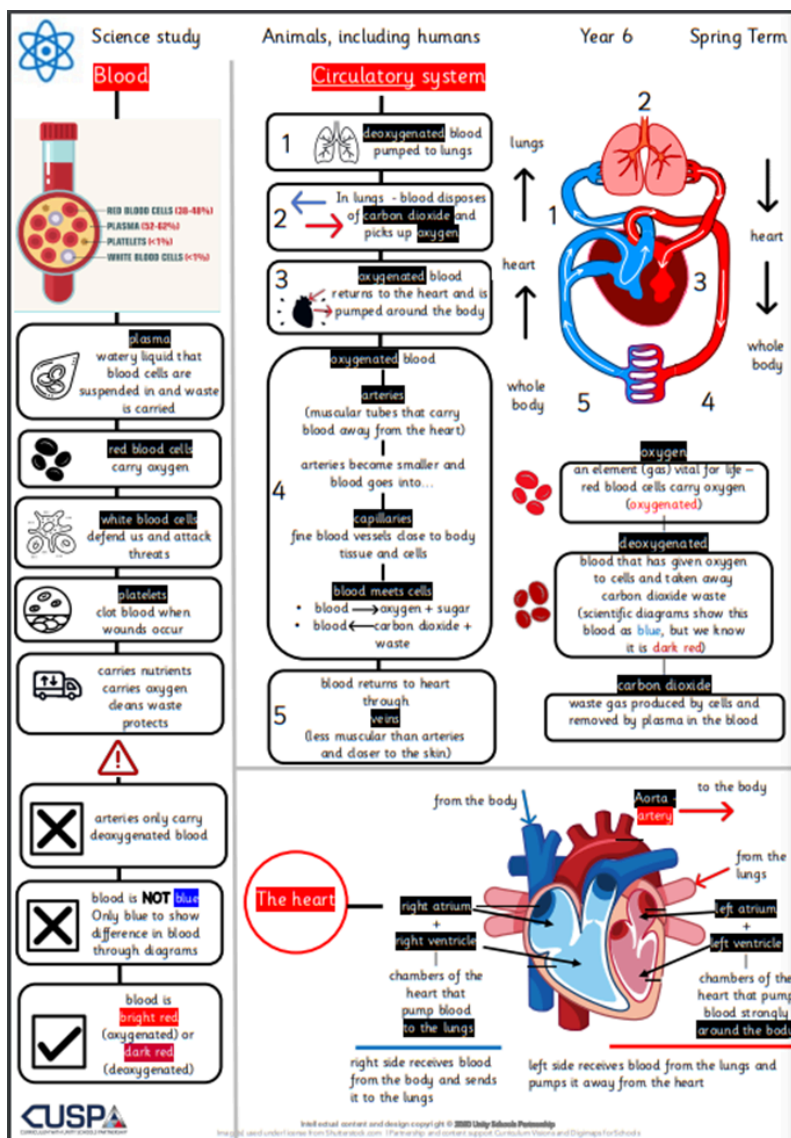 Science study
Animals, including humans
Year 6
Spring Term
Blood
RED BLOOD CELLS (38-48%)
PLASMA (52-62%)
PLATELETS (<1%)
WHITE BLOOD CELLS (<1%)
plasma
watery liquid that
blood cells are
suspended in and waste
is carried
red blood cells
carry oxygen
white blood cells
defend us and attack
threats
platelets
clot blood when
wounds occur
carries nutrients
carries oxygen
cleans waste
protects
arteries only carry
deoxygenated blood
blood is NOT blue
Only blue to show
difference in blood
through diagrams
blood is
bright red
(oxygenated) or
dark red
(deoxygenated)
CUSP
Circulatory system
1
deoxygenated blood
pumped to lungs
2
In lungs - blood disposes
of carbon dioxide and
picks up oxygen
3
oxygenated blood
returns to the heart and is
pumped around the body
4
oxygenated blood
arteries
(muscular tubes that carry
blood away from the heart)
arteries become smaller and
blood goes into...
capillaries
fine blood vessels close to body
tissue and cells
blood meets cells
• blood → oxygen + sugar
• blood ← carbon dioxide +
waste
5
blood returns to heart
through
veins
(less muscular than arteries
and closer to the skin)
lungs
heart
whole
body
1
2
3
4
5
heart
whole
body
oxygen
an element (gas) vital for life –
red blood cells carry oxygen
(oxygenated)
deoxygenated
blood that has given oxygen
to cells and taken away
carbon dioxide waste
(scientific diagrams show this
blood as blue, but we know
it is dark red)
carbon dioxide
waste gas produced by cells and
removed by plasma in the blood
The heart
from the body
Aorta -
artery
to the body
from the
lungs
right atrium
+
right ventricle
chambers of the
heart that
pump blood
to the lungs
left atrium
+
left ventricle
chambers of the
heart that pump
blood strongly
around the body
right side receives blood
from the body and sends
it to the lungs
left side receives blood from the lungs and
pumps it away from the heart
Intellectual content and design copyright © 2020 Unity Schools Partnership